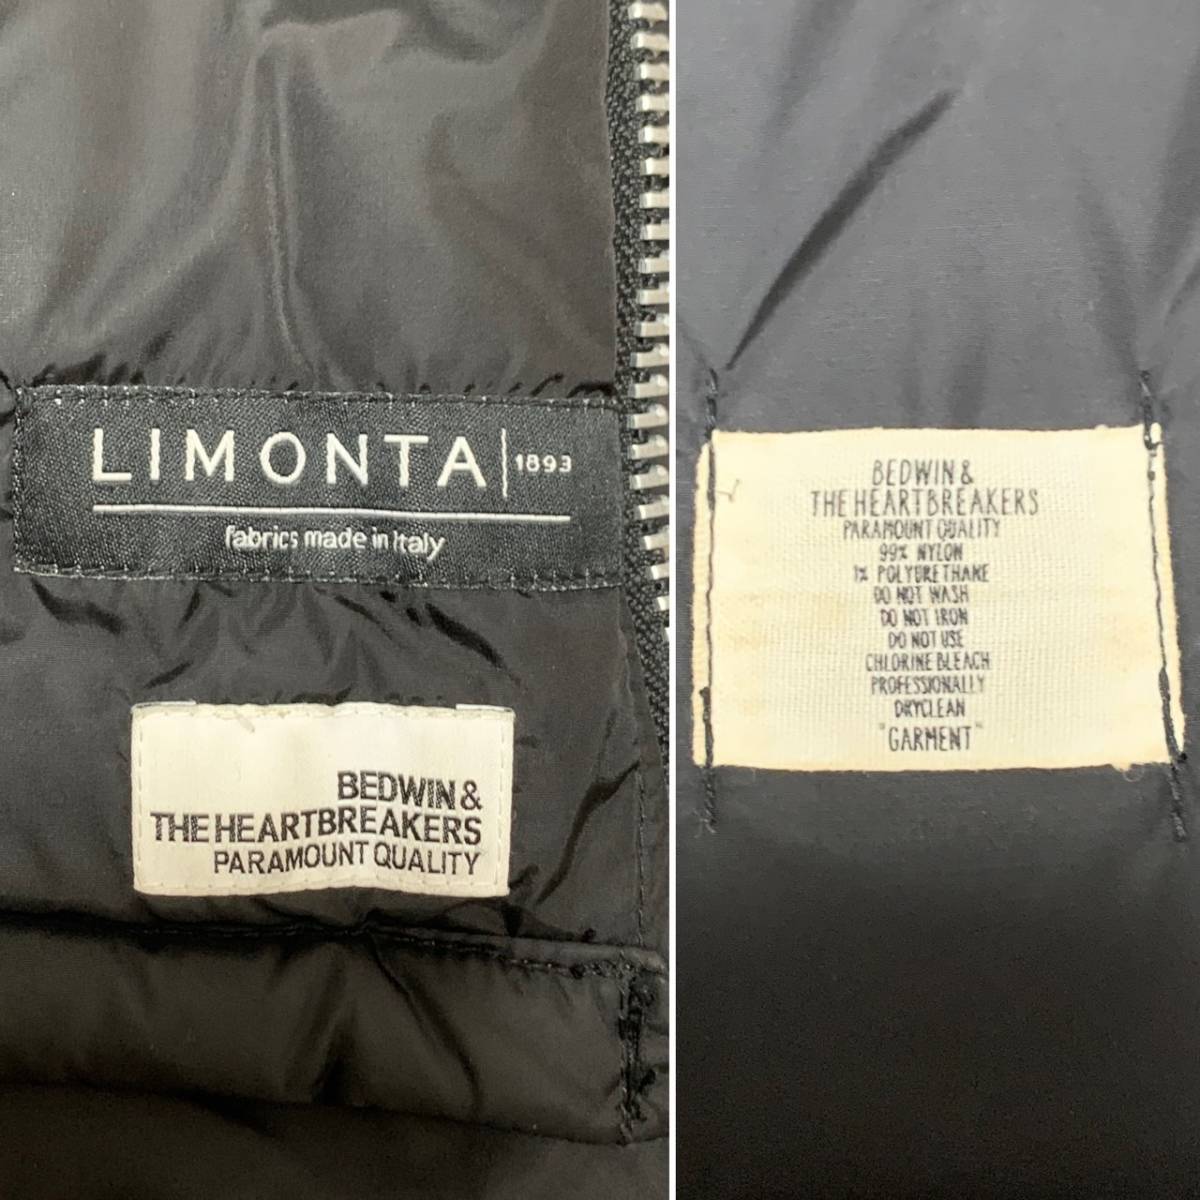 LIMONTA 1893
fabrics made in Italy
BEDWIN &
THE HEARTBREAKERS
PARAMOUNT QUALITY
BEDWIN &
THE HEARTBREAKERS
PARAMOUNT QUALITY
99% NYLON
1% POLYURETHANE
DO NOT WASH
DO NOT IRON
DO NOT USE
CHLORINE BLEACH
PROFESSIONALLY
DRYCLEAN
"GARMENT"